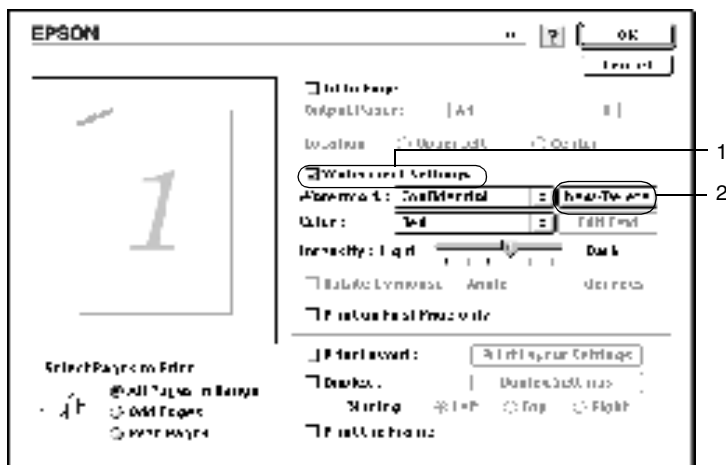 EPSON
? OK
Cancel
Fit to Page
Output Paper: A4
Location Upper Left Center
1
Watermark Settings
Watermark: Confidential New/Delete
2
Color: Red Edit Text
Intensity: Light Dark
Rotate Angle degrees
Print on First Page only
1
Print Layout: Print Layout Settings
Select Pages to Print
Duplex: Duplex Settings
All Pages in Range
Binding Left Top Right
Odd Pages
Even Pages
Print the Frame